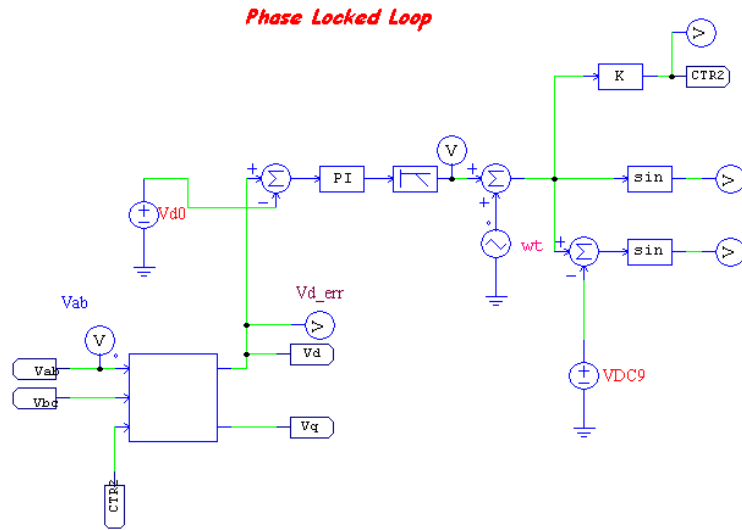 Phase Locked Loop
V
K
CTR2
+
Σ
−
PI
V
+
Σ
+
sin
V
Vd0
wt
+
Σ
−
sin
V
Vd_err
Vab
V
V
Vd
Vab
Vbc
VDC9
Vq
CTR2